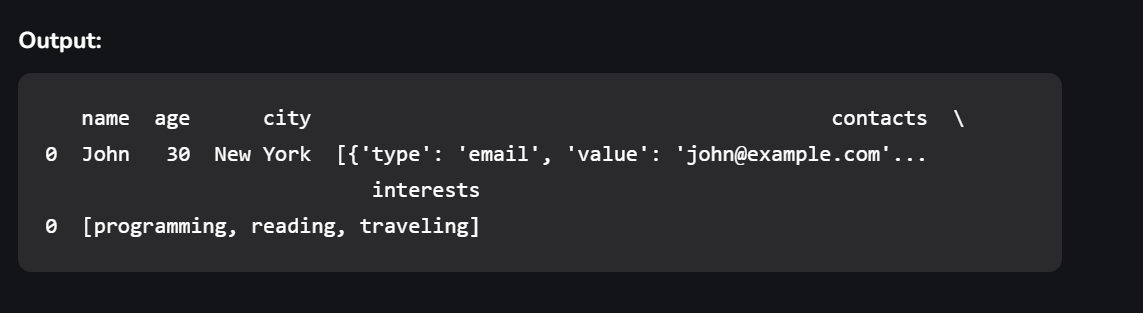 Output:
name age city contacts \
0 John 30 New York [{'type': 'email', 'value': 'john@example.com'...
interests
0 [programming, reading, traveling]